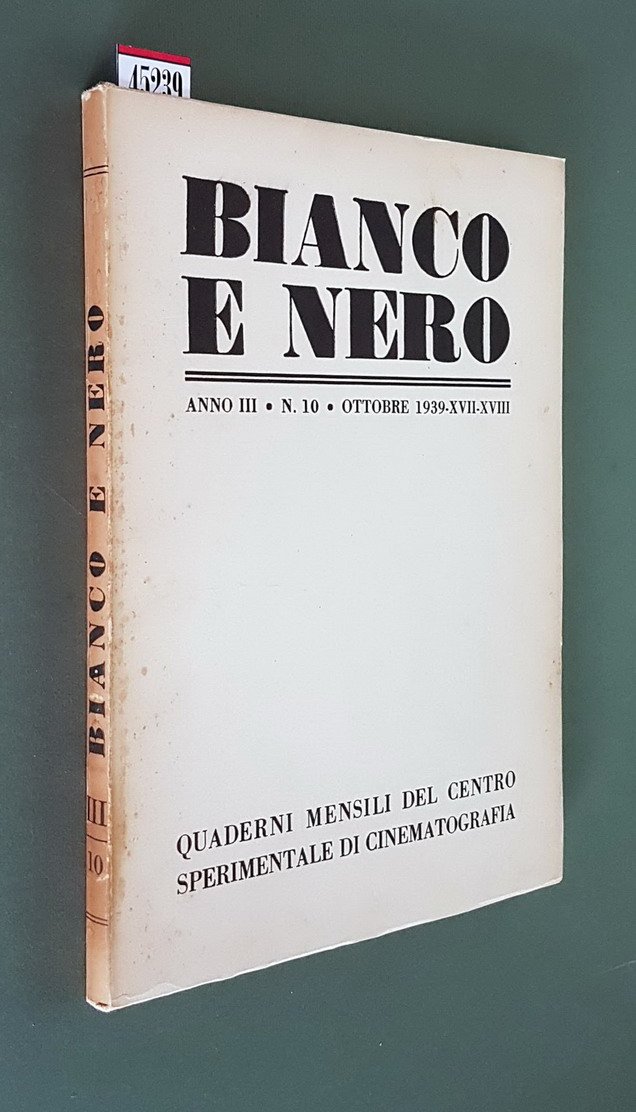 45239
BIANCO
E NERO
ANNO III • N. 10 • OTTOBRE 1939-XVII-XVIII
QUADERNI MENSILI DEL CENTRO
SPERIMENTALE DI CINEMATOGRAFIA
BIANCO E NERO
III
10